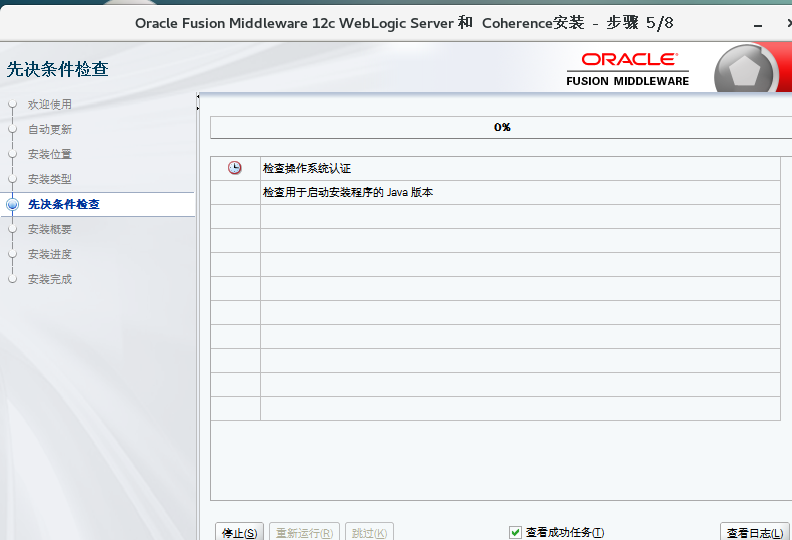 Oracle Fusion Middleware 12c WebLogic Server 和 Coherence安装 - 步骤 5/8
先决条件检查
ORACLE
FUSION MIDDLEWARE
欢迎使用
自动更新
安装位置
安装类型
先决条件检查
安装概要
安装进度
安装完成
0%
检查操作系统认证
检查用于启动安装程序的 Java 版本
停止(S) 重新运行(R) 跳过(K) 查看成功任务(T) 查看日志(L)